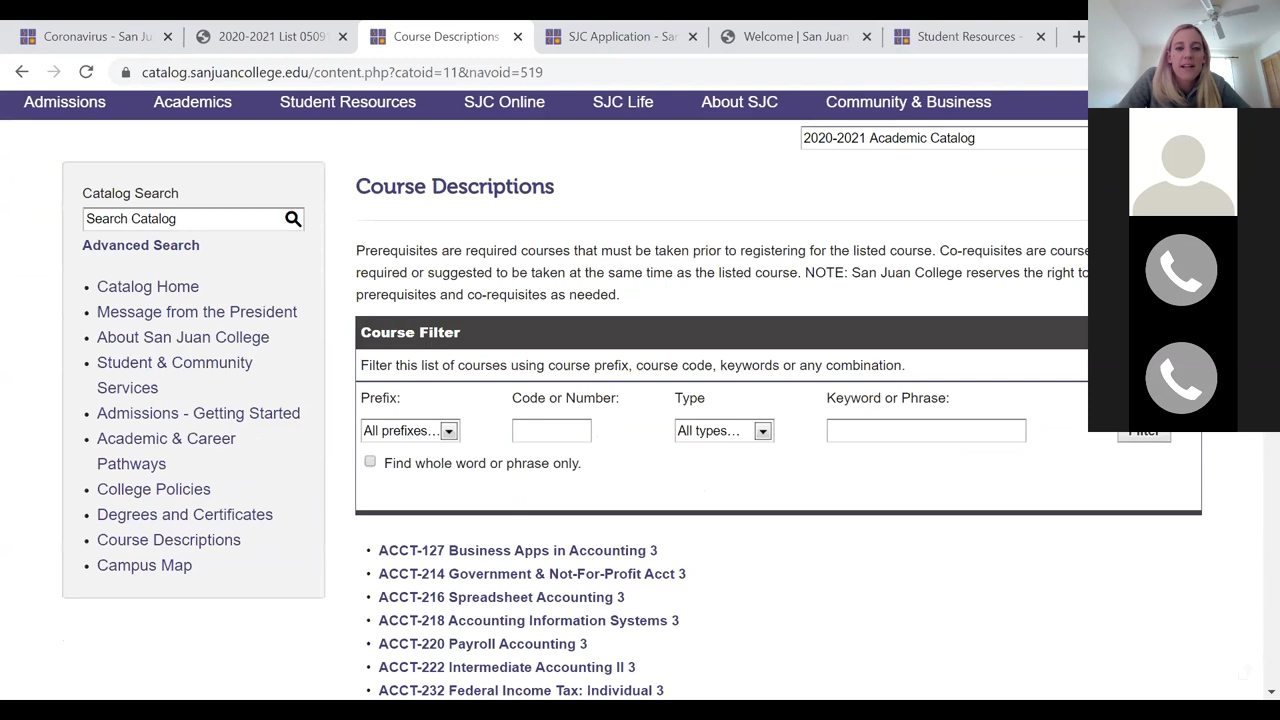 Coronavirus - San Ju
2020-2021 List 0509
Course Descriptions
SJC Application - Sa
Welcome | San Juan
Student Resources -
catalog.sanjuancollege.edu/content.php?catoid=11&navoid=519
Admissions
Academics
Student Resources
SJC Online
SJC Life
About SJC
Community & Business
2020-2021 Academic Catalog
Catalog Search
Search Catalog
Advanced Search
Catalog Home
Message from the President
About San Juan College
Student & Community
Services
Admissions - Getting Started
Academic & Career
Pathways
College Policies
Degrees and Certificates
Course Descriptions
Campus Map
Course Descriptions
Prerequisites are required courses that must be taken prior to registering for the listed course. Co-requisites are course
required or suggested to be taken at the same time as the listed course. NOTE: San Juan College reserves the right to
prerequisites and co-requisites as needed.
Course Filter
Filter this list of courses using course prefix, course code, keywords or any combination.
Prefix:
Code or Number:
Type
Keyword or Phrase:
All prefixes...
All types...
Filter
Find whole word or phrase only.
ACCT-127 Business Apps in Accounting 3
ACCT-214 Government & Not-For-Profit Acct 3
ACCT-216 Spreadsheet Accounting 3
ACCT-218 Accounting Information Systems 3
ACCT-220 Payroll Accounting 3
ACCT-222 Intermediate Accounting II 3
ACCT-232 Federal Income Tax: Individual 3